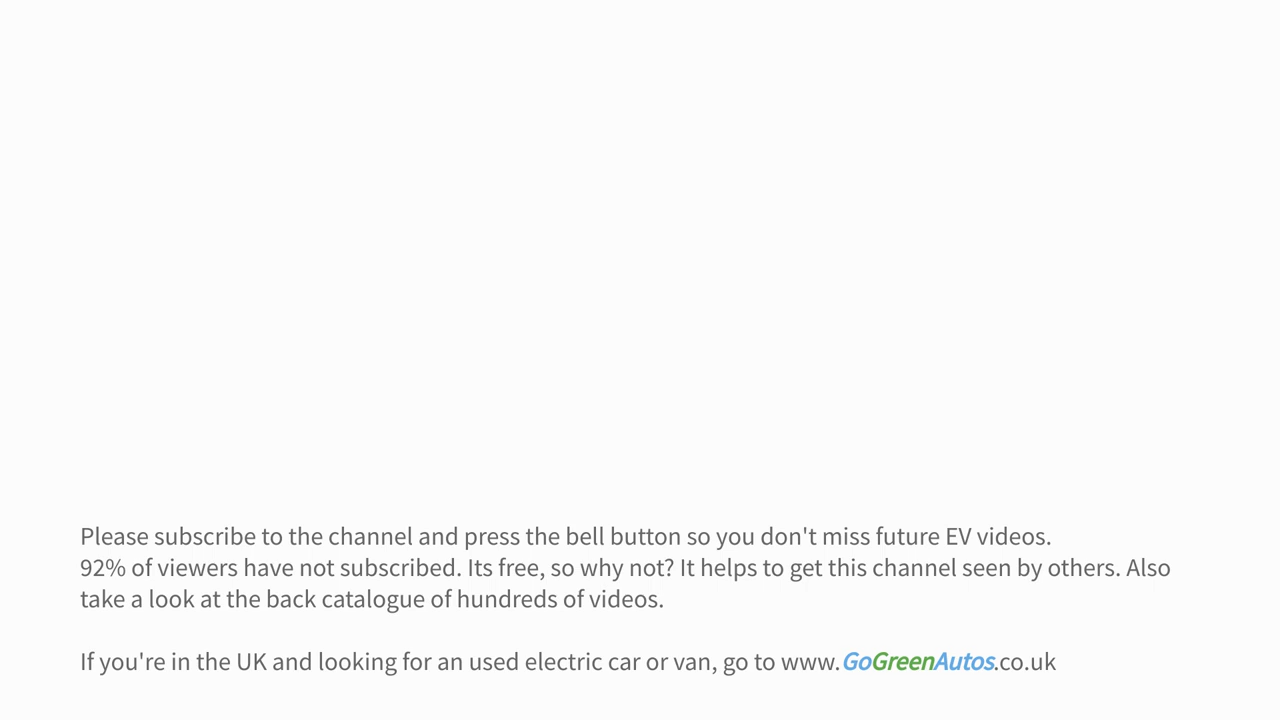 Please subscribe to the channel and press the bell button so you don't miss future EV videos.
92% of viewers have not subscribed. Its free, so why not? It helps to get this channel seen by others. Also
take a look at the back catalogue of hundreds of videos.
If you're in the UK and looking for an used electric car or van, go to www.GoGreenAutos.co.uk